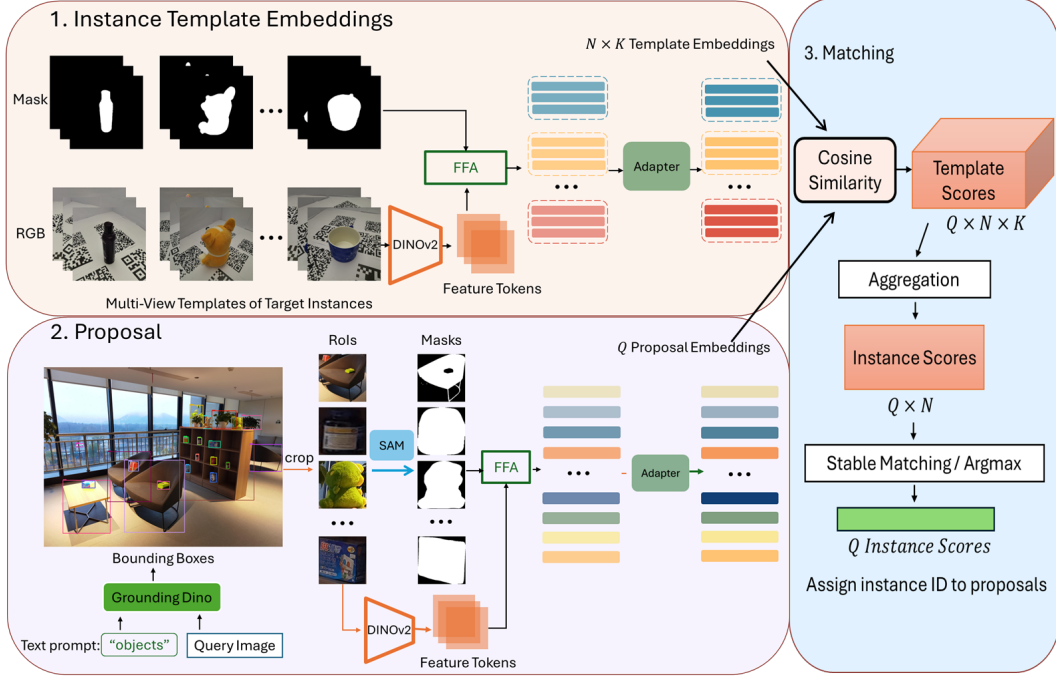 1. Instance Template Embeddings
Mask
RGB
FFA
DINOv2
Feature Tokens
Adapter
N × K Template Embeddings
Multi-View Templates of Target Instances
2. Proposal
Bounding Boxes
Grounding Dino
Text prompt:
"objects"
Query Image
crop
RoIs
SAM
Masks
DINOv2
Feature Tokens
FFA
Adapter
Q Proposal Embeddings
3. Matching
Cosine
Similarity
Template
Scores
Q × N × K
Aggregation
Instance Scores
Q × N
Stable Matching / Argmax
Q Instance Scores
Assign instance ID to proposals